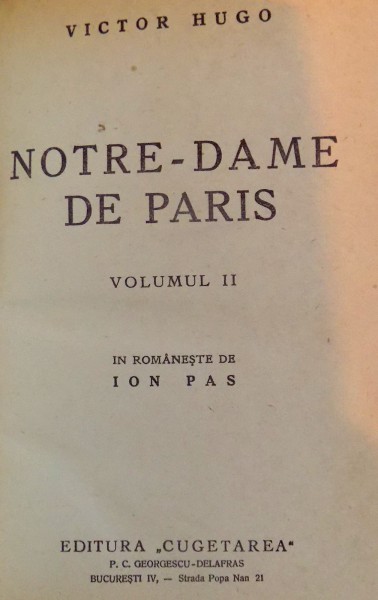 VICTOR HUGO
NOTRE-DAME
DE PARIS
VOLUMUL II
IN ROMÂNEȘTE DE
ION PAS
EDITURA „CUGETAREA“
P. C. GEORGESCU-DELAFRAS
BUCUREȘTI IV, — Strada Popa Nan 21